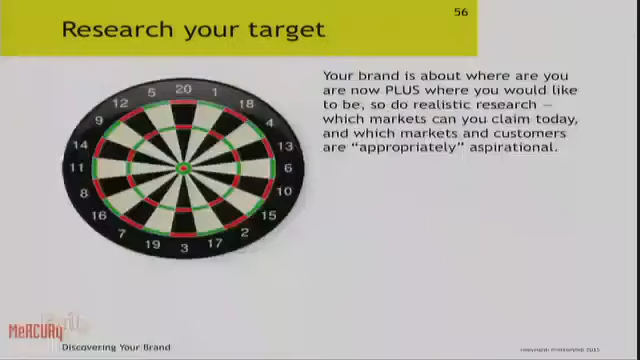 56
Research your target
Your brand is about where are you
are now PLUS where you would like
to be, so do realistic research —
which markets can you claim today,
and which markets and customers
are “appropriately” aspirational.
20
1
18
4
13
6
10
15
2
17
3
19
7
16
8
11
14
9
12
5
MeRCURy
Discovering Your Brand
2015